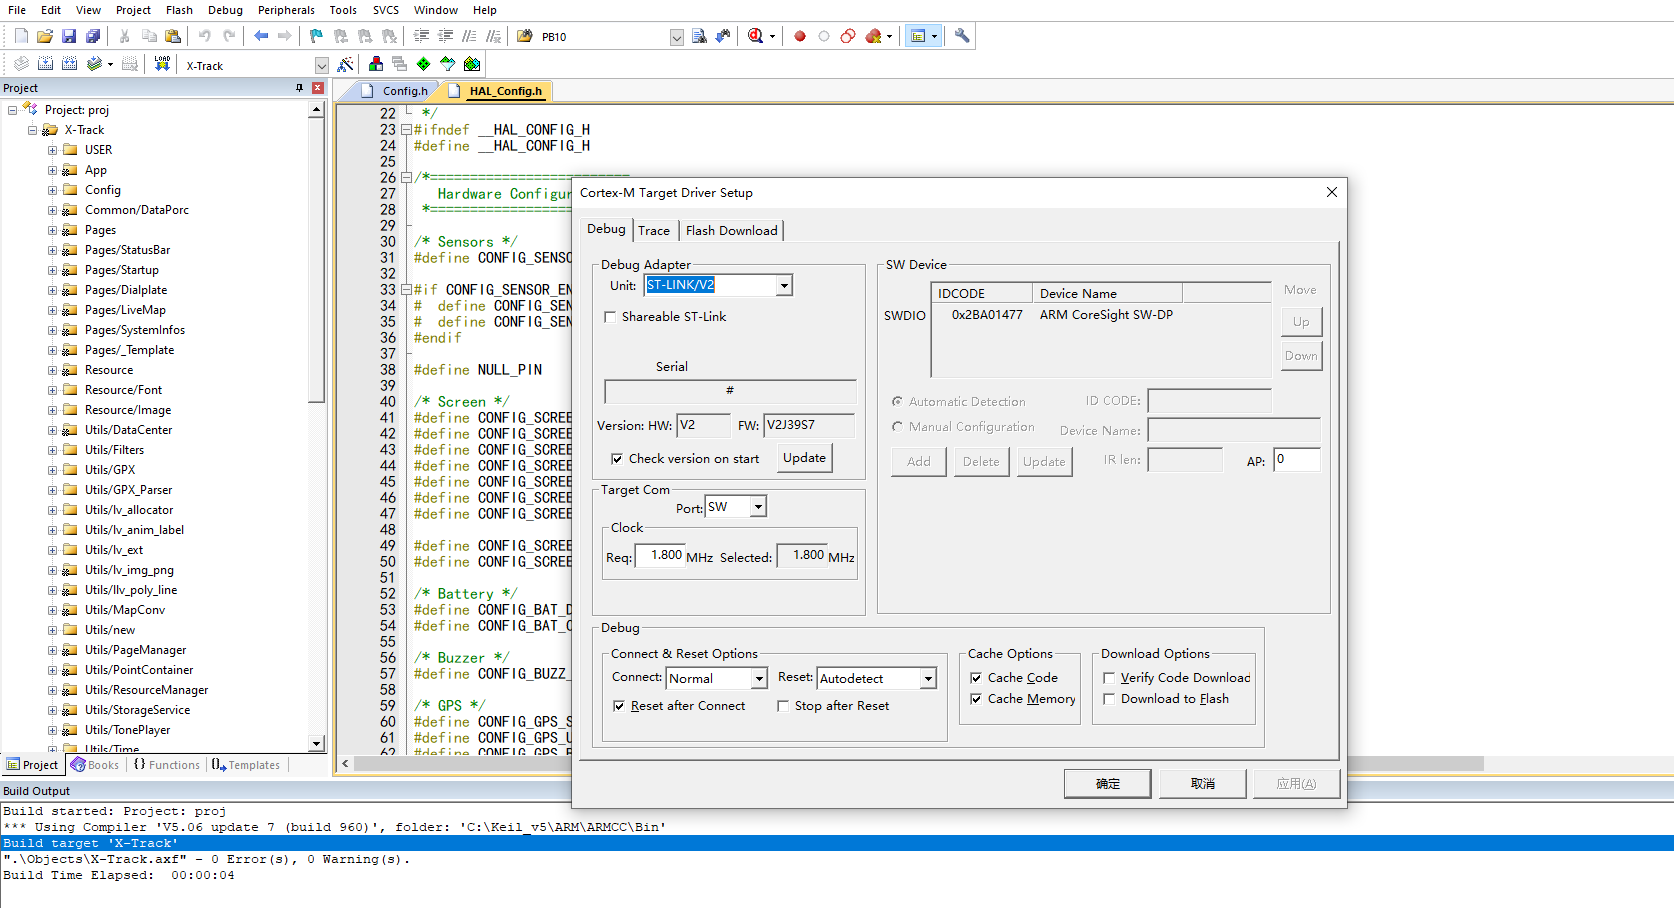 File Edit View Project Flash Debug Peripherals Tools SVCS Window Help
PB10
LOAD
X-Track
Project
Project: proj
X-Track
USER
App
Config
Common/DataPorc
Pages
Pages/StatusBar
Pages/Startup
Pages/Dialplate
Pages/LiveMap
Pages/SystemInfos
Pages/_Template
Resource
Resource/Font
Resource/Image
Utils/DataCenter
Utils/Filters
Utils/GPX
Utils/GPX_Parser
Utils/lv_allocator
Utils/lv_anim_label
Utils/lv_ext
Utils/lv_img_png
Utils/llv_poly_line
Utils/MapConv
Utils/new
Utils/PageManager
Utils/PointContainer
Utils/ResourceManager
Utils/StorageService
Utils/TonePlayer
Utils/Time
Project Books {} Functions Templates
Config.h HAL_Config.h
22 */
23 #ifndef __HAL_CONFIG_H
24 #define __HAL_CONFIG_H
25
26 /*=========================
27 Hardware Configur
28 *==================
29
30 /* Sensors */
31 #define CONFIG_SENSO
32
33 #if CONFIG_SENSOR_EN
34 # define CONFIG_SEN
35 # define CONFIG_SEN
36 #endif
37
38 #define NULL_PIN
39
40 /* Screen */
41 #define CONFIG_SCREE
42 #define CONFIG_SCREE
43 #define CONFIG_SCREE
44 #define CONFIG_SCREE
45 #define CONFIG_SCREE
46 #define CONFIG_SCREE
47 #define CONFIG_SCREE
48
49 #define CONFIG_SCREE
50 #define CONFIG_SCREE
51
52 /* Battery */
53 #define CONFIG_BAT_D
54 #define CONFIG_BAT_C
55
56 /* Buzzer */
57 #define CONFIG_BUZZ_
58
59 /* GPS */
60 #define CONFIG_GPS_S
61 #define CONFIG_GPS_U
62 #define CONFIG_GPS_B
Cortex-M Target Driver Setup
Debug Trace Flash Download
Debug Adapter
Unit: ST-LINK/V2
Shareable ST-Link
Serial
#
Version: HW: V2 FW: V2J39S7
Check version on start Update
Target Com
Port: SW
Clock
Req: 1.800 MHz Selected: 1.800 MHz
SW Device
IDCODE Device Name Move
SWDIO 0x2BA01477 ARM CoreSight SW-DP
Up
Down
Automatic Detection ID CODE:
Manual Configuration Device Name:
Add Delete Update IR len: AP: 0
Debug
Connect & Reset Options
Connect: Normal Reset: Autodetect
Reset after Connect Stop after Reset
Cache Options
Cache Code
Cache Memory
Download Options
Verify Code Download
Download to Flash
确定 取消 应用(A)
Build Output
Build started: Project: proj
*** Using Compiler 'V5.06 update 7 (build 960)', folder: 'C:\Keil_v5\ARM\ARMCC\Bin'
Build target 'X-Track'
".\Objects\X-Track.axf" - 0 Error(s), 0 Warning(s).
Build Time Elapsed: 00:00:04